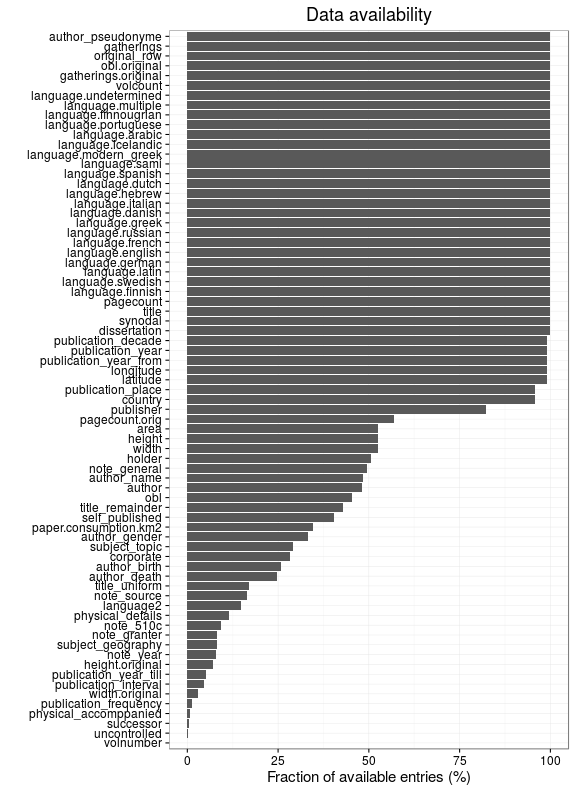 Data availability
author_pseudonyme
gatherings
original_row
obl.original
gatherings.original
volcount
language.undetermined
language.multiple
language.finnougrian
language.portuguese
language.arabic
language.icelandic
language.modern_greek
language.sami
language.spanish
language.dutch
language.hebrew
language.italian
language.danish
language.greek
language.russian
language.french
language.english
language.german
language.latin
language.swedish
language.finnish
pagecount
title
synodal
dissertation
publication_decade
publication_year
publication_year_from
longitude
latitude
publication_place
country
publisher
pagecount.orig
area
height
width
holder
note_general
author_name
author
obl
title_remainder
self_published
paper.consumption.km2
author_gender
subject_topic
corporate
author_birth
author_death
title_uniform
note_source
language2
physical_details
note_510c
note_granter
subject_geography
note_year
height.original
publication_year_till
publication_interval
width.original
publication_frequency
physical_accomppanied
successor
uncontrolled
volnumber
0 25 50 75 100
Fraction of available entries (%)